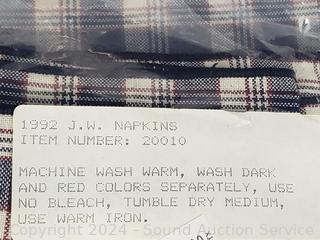 1992 J.W. NAPKINS
ITEM NUMBER: 20010
MACHINE WASH WARM, WASH DARK
AND RED COLORS SEPARATELY, USE
NO BLEACH, TUMBLE DRY MEDIUM,
USE WARM IRON.
Copyright 2024 - Sound Auction Service